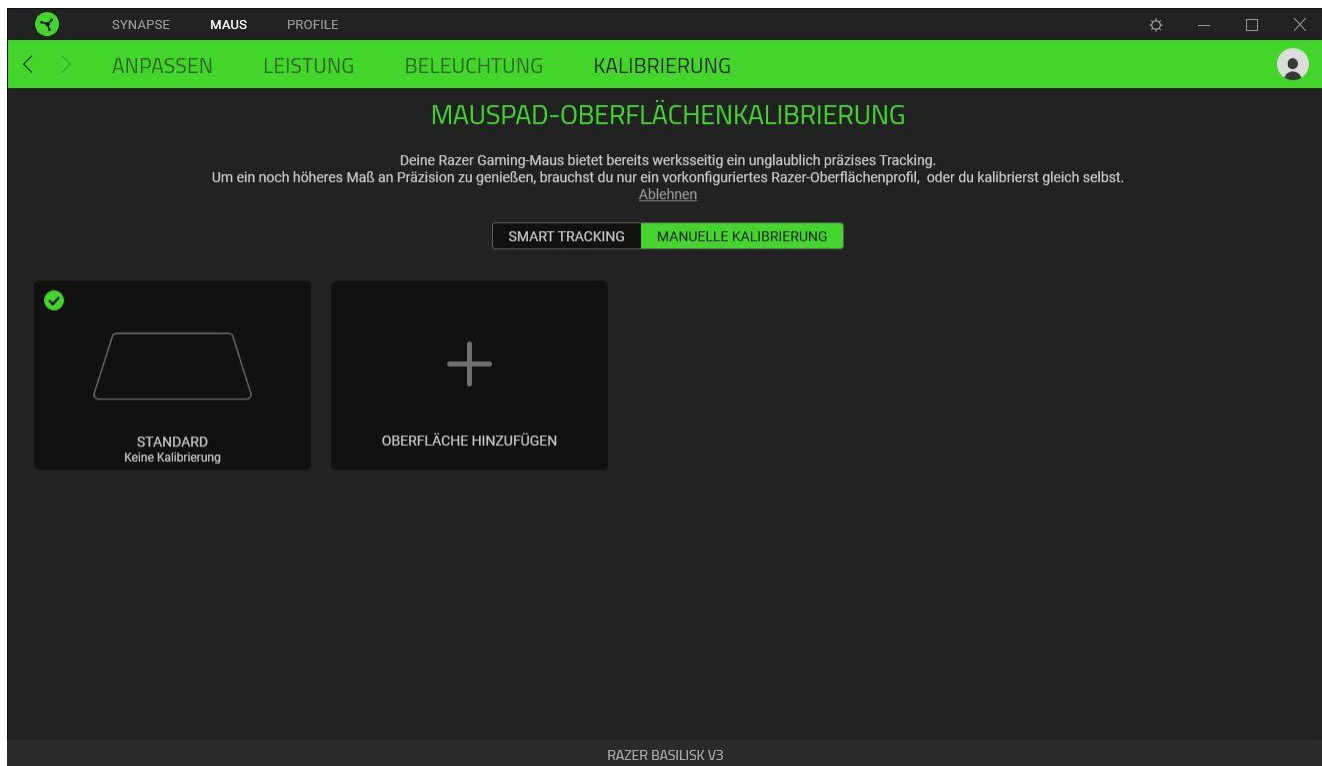 SYNAPSE MAUS PROFILE
ANPASSEN LEISTUNG BELEUCHTUNG KALIBRIERUNG
MAUSPAD-OBERFLÄCHENKALIBRIERUNG
Deine Razer Gaming-Maus bietet bereits werksseitig ein unglaublich präzises Tracking.
Um ein noch höheres Maß an Präzision zu genießen, brauchst du nur ein vorkonfiguriertes Razer-Oberflächenprofil, oder du kalibrierst gleich selbst.
Ablehnen
SMART TRACKING MANUELLE KALIBRIERUNG
STANDARD
Keine Kalibrierung
OBERFLÄCHE HINZUFÜGEN
RAZER BASILISK V3